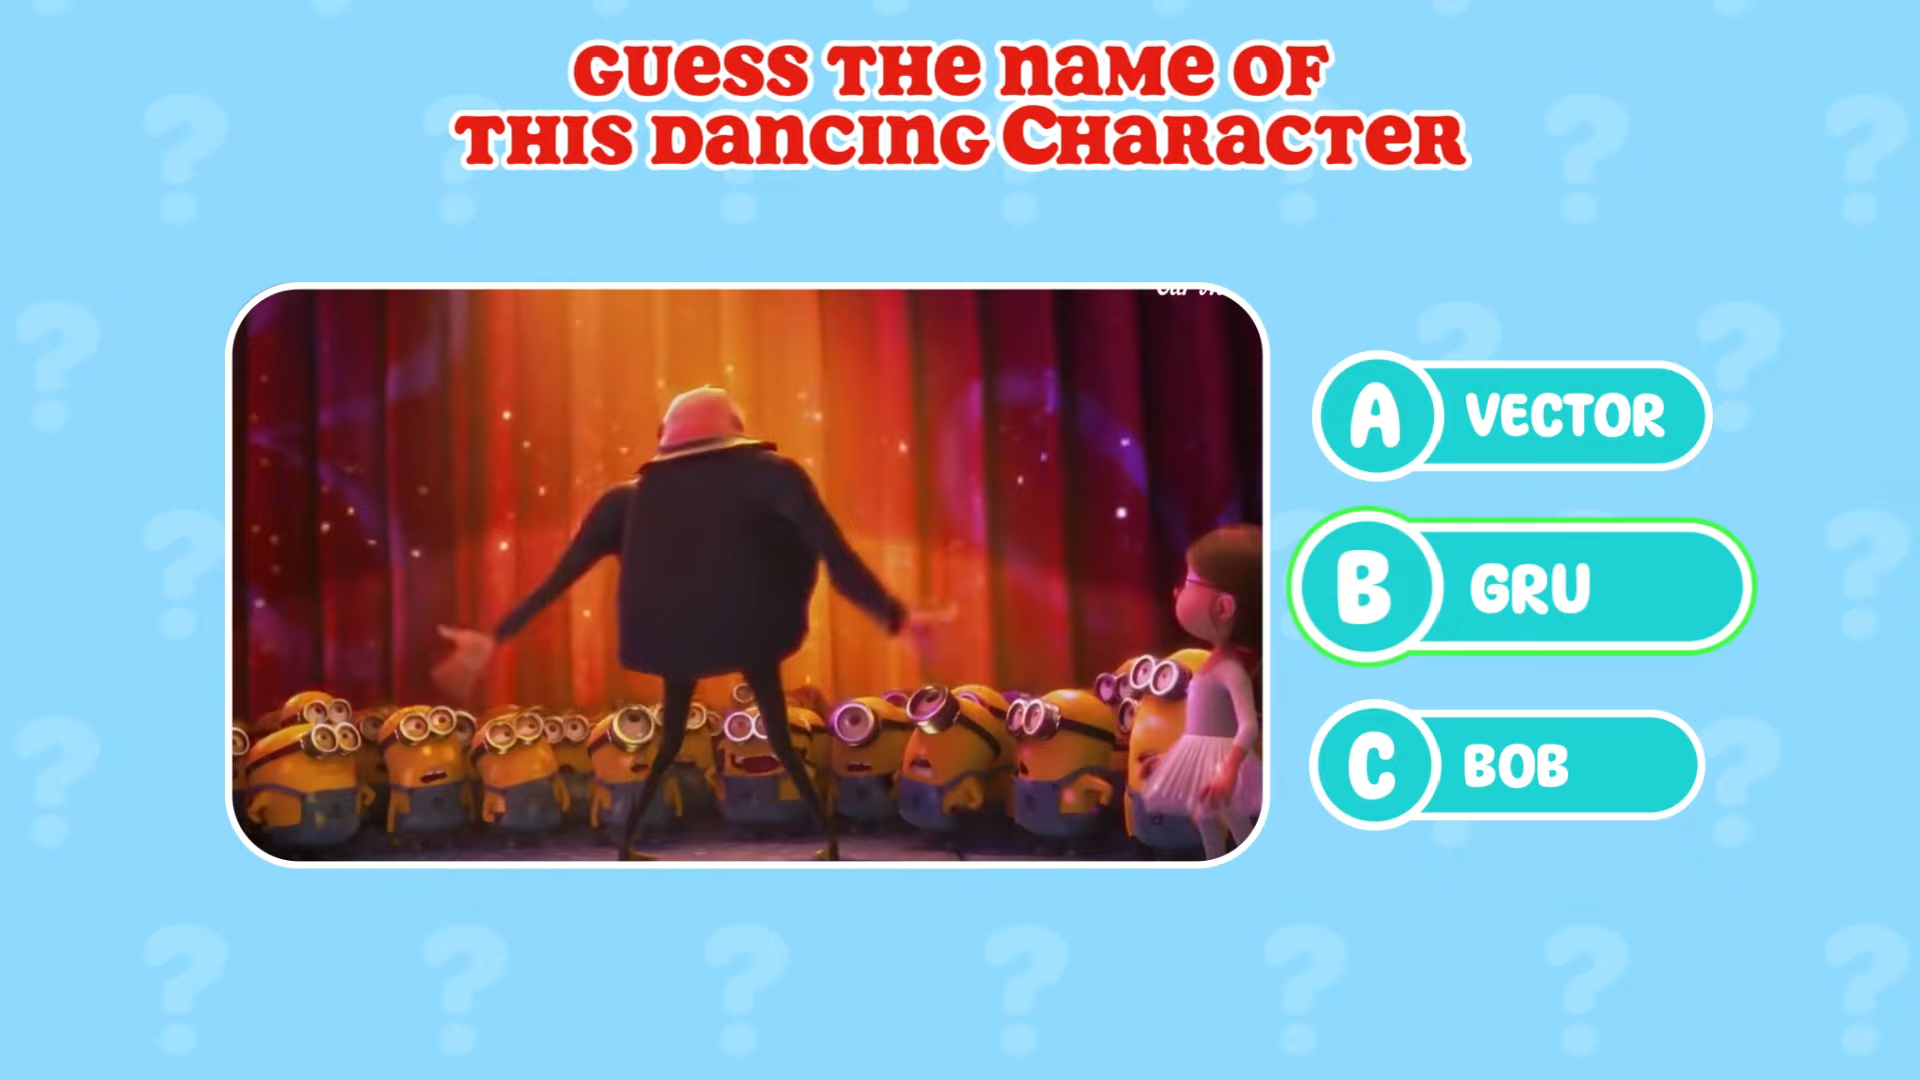 GUESS THE NAME OF
THIS DANCING CHARACTER
A VECTOR
B GRU
C BOB